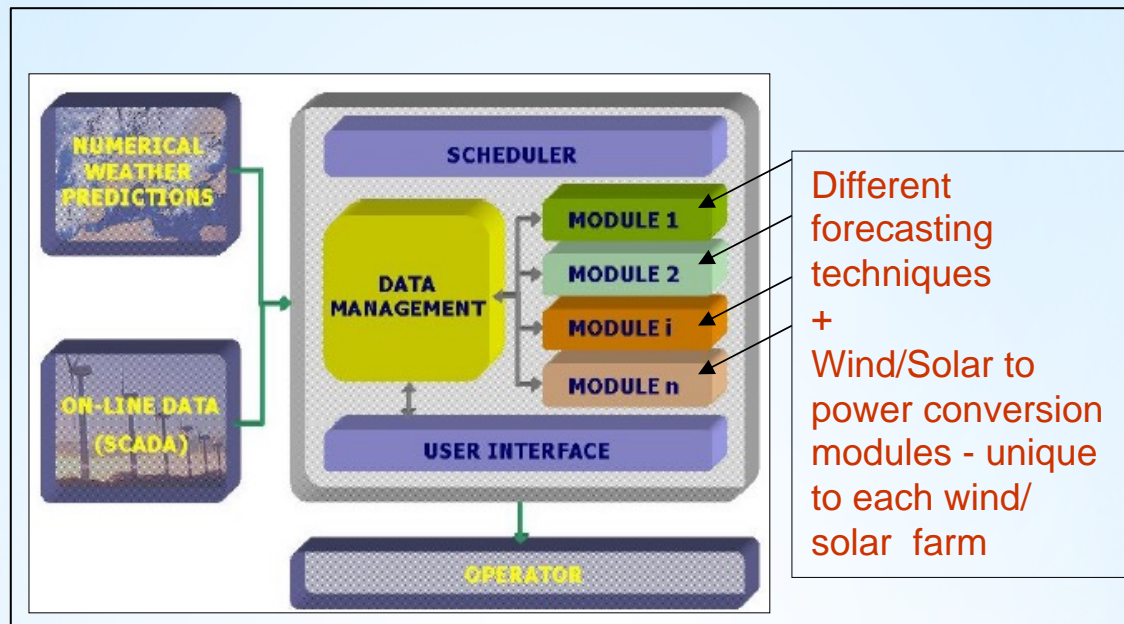 NUMERICAL
WEATHER
PREDICTIONS
ON-LINE DATA
(SCADA)
SCHEDULER
DATA
MANAGEMENT
MODULE 1
MODULE 2
MODULE i
MODULE n
USER INTERFACE
OPERATOR
Different
forecasting
techniques
+
Wind/Solar to
power conversion
modules - unique
to each wind/
solar farm